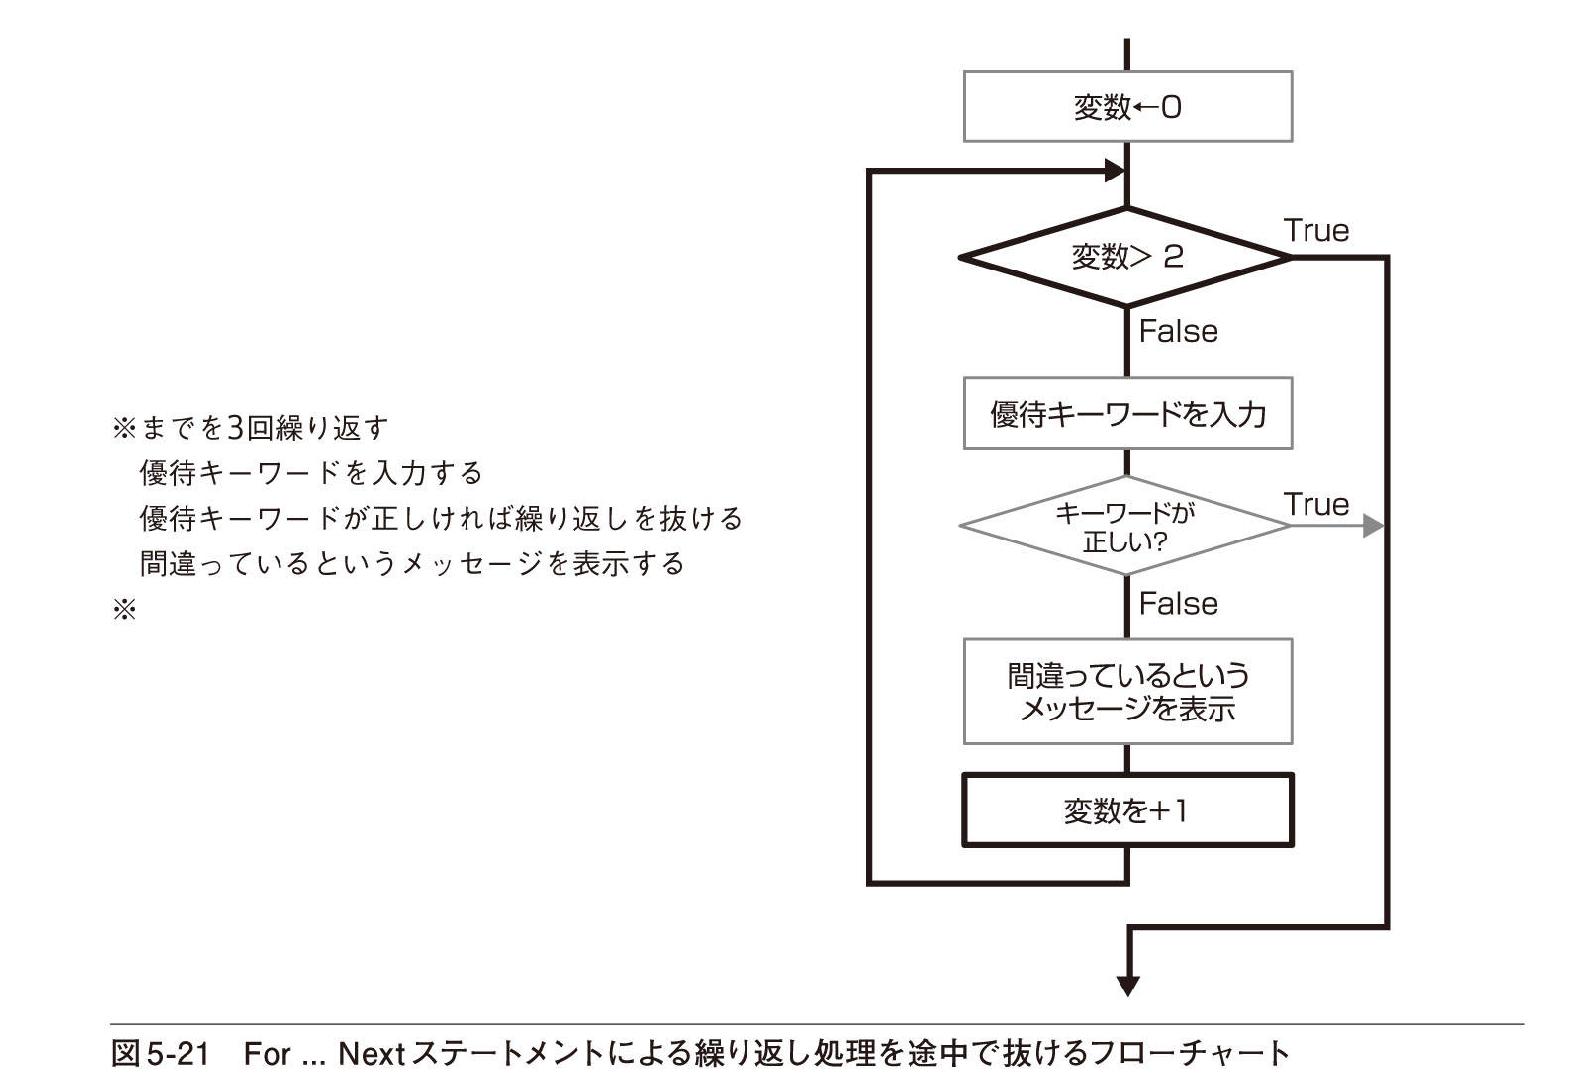 変数←0
変数> 2
True
False
優待キーワードを入力
キーワードが
正しい?
True
False
間違っているという
メッセージを表示
変数を+1
※までを3回繰り返す
優待キーワードを入力する
優待キーワードが正しければ繰り返しを抜ける
間違っているというメッセージを表示する
※
図5-21 For ... Nextステートメントによる繰り返し処理を途中で抜けるフローチャート